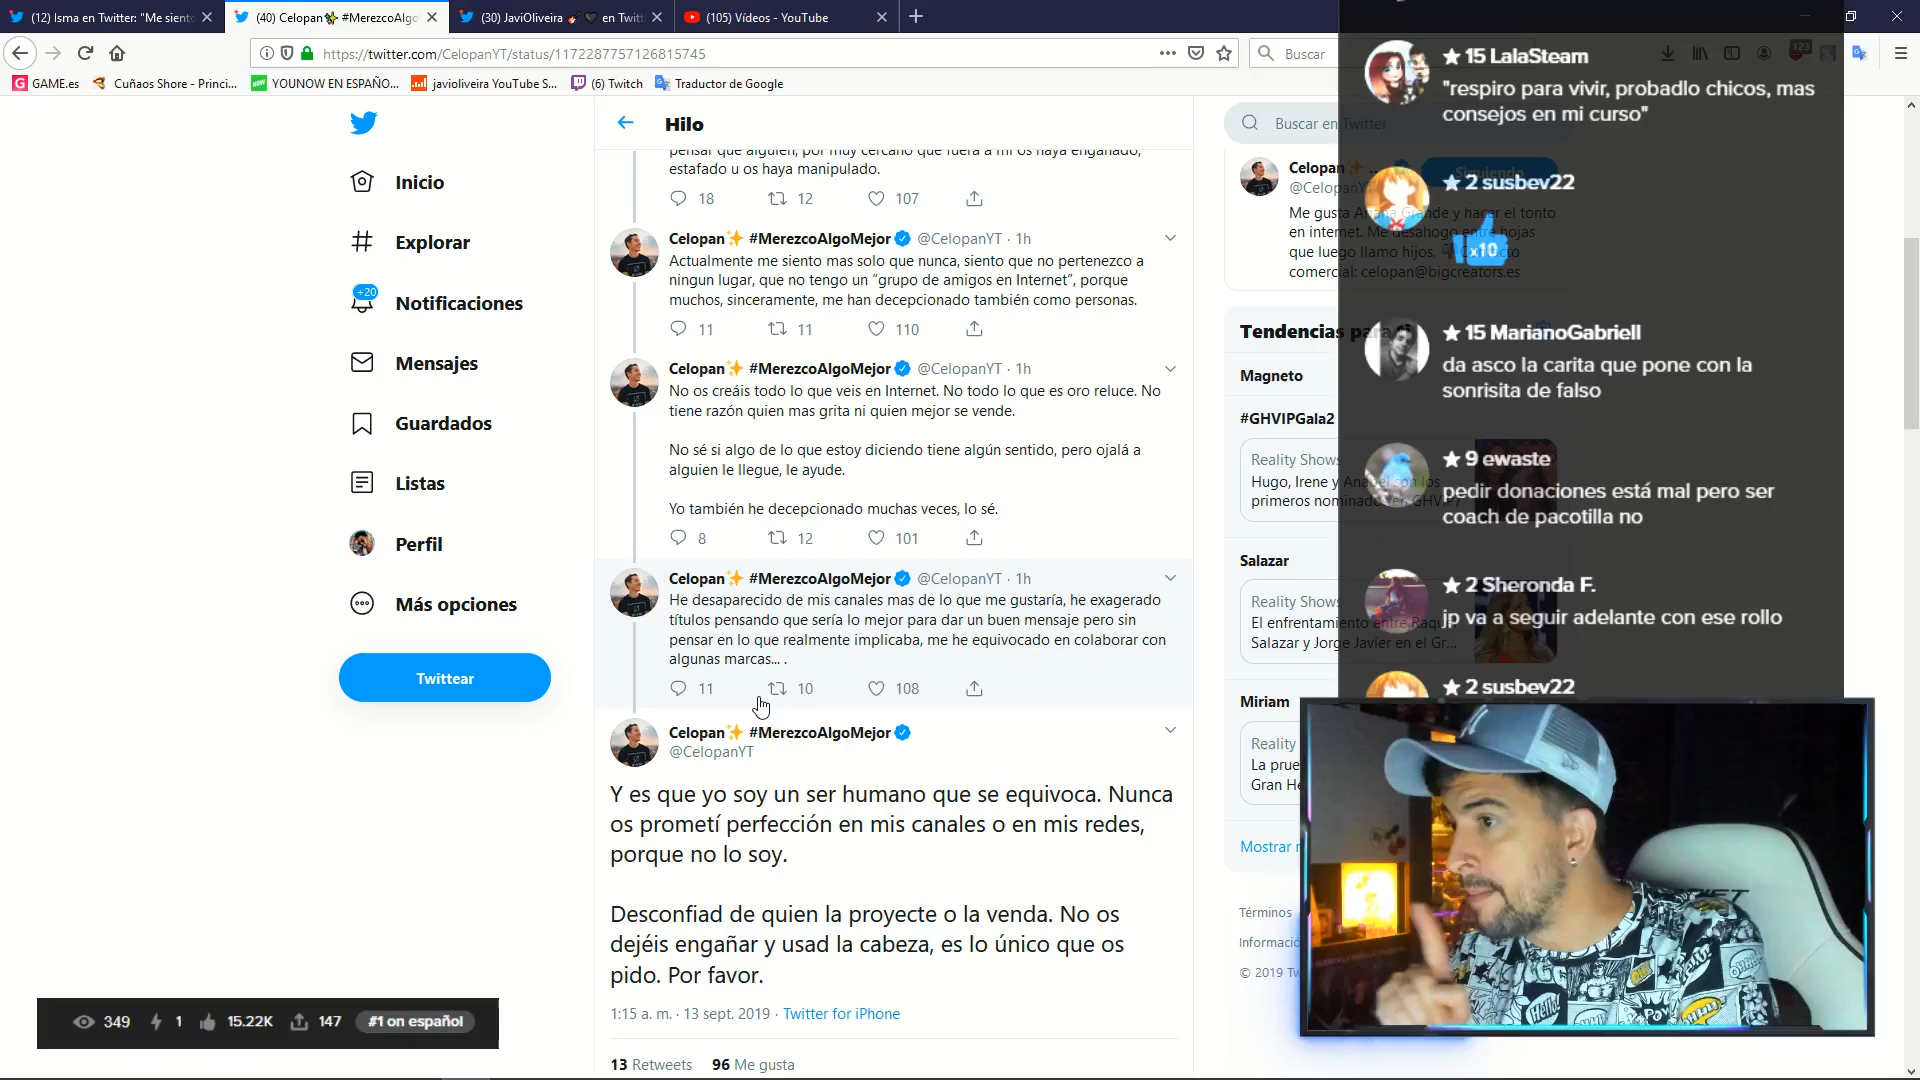 (12) Isma en Twitter: "Me siento
(40) Celopan✨ #MerezcoAlgo
(30) JaviOliveira 🎸🖤 en Twitt
(105) Vídeos - YouTube
https://twitter.com/CelopanYT/status/1172287757126815745
Buscar
123
GAME.es
Cuñaos Shore - Princi...
YOUNOW EN ESPAÑO...
javioliveira YouTube S...
(6) Twitch
Traductor de Google
Inicio
Explorar
+20
Notificaciones
Mensajes
Guardados
Listas
Perfil
Más opciones
Twittear
Hilo
pensar que alguien, por muy cercano que fuera a mi os haya engañado,
estafado u os haya manipulado.
18 12 107
Celopan✨ #MerezcoAlgoMejor @CelopanYT · 1h
Actualmente me siento mas solo que nunca, siento que no pertenezco a
ningun lugar, que no tengo un “grupo de amigos en Internet”, porque
muchos, sinceramente, me han decepcionado también como personas.
11 11 110
Celopan✨ #MerezcoAlgoMejor @CelopanYT · 1h
No os creáis todo lo que veis en Internet. No todo lo que es oro reluce. No
tiene razón quien mas grita ni quien mejor se vende.
No sé si algo de lo que estoy diciendo tiene algún sentido, pero ojalá a
alguien le llegue, le ayude.
Yo también he decepcionado muchas veces, lo sé.
8 12 101
Celopan✨ #MerezcoAlgoMejor @CelopanYT · 1h
He desaparecido de mis canales mas de lo que me gustaría, he exagerado
títulos pensando que sería lo mejor para dar un buen mensaje pero sin
pensar en lo que realmente implicaba, me he equivocado en colaborar con
algunas marcas... .
11 10 108
Celopan✨ #MerezcoAlgoMejor
@CelopanYT
Y es que yo soy un ser humano que se equivoca. Nunca
os prometí perfección en mis canales o en mis redes,
porque no lo soy.
Desconfiad de quien la proyecte o la venda. No os
dejéis engañar y usad la cabeza, es lo único que os
pido. Por favor.
1:15 a. m. · 13 sept. 2019 · Twitter for iPhone
13 Retweets 96 Me gusta
Buscar en Twitter
Celopan✨ ...
@CelopanYT
Siguiendo
Me gusta Ariana Grande y hacer el tonto
en internet. Me desahogo entre hojas
que luego llamo hijos.
comercial: celopan@bigcreators.es
Tendencias para ti
Magneto
#GHVIPGala2
Reality Shows
Hugo, Irene y Anabel con los
primeros nominados en GHVIP7
Salazar
Reality Shows
El enfrentamiento entre Raqu
Salazar y Jorge Javier en el Gr...
Miriam
Reality
La prue
Gran He
Mostrar
Términos
Informació
© 2019 Tw
★ 15 LalaSteam
"respiro para vivir, probadlo chicos, mas
consejos en mi curso"
★ 2 susbev22
x10
★ 15 MarianoGabriell
da asco la carita que pone con la
sonrisita de falso
★ 9 ewaste
pedir donaciones está mal pero ser
coach de pacotilla no
★ 2 Sheronda F.
jp va a seguir adelante con ese rollo
★ 2 susbev22
349 1 15.22K 147 #1 on español